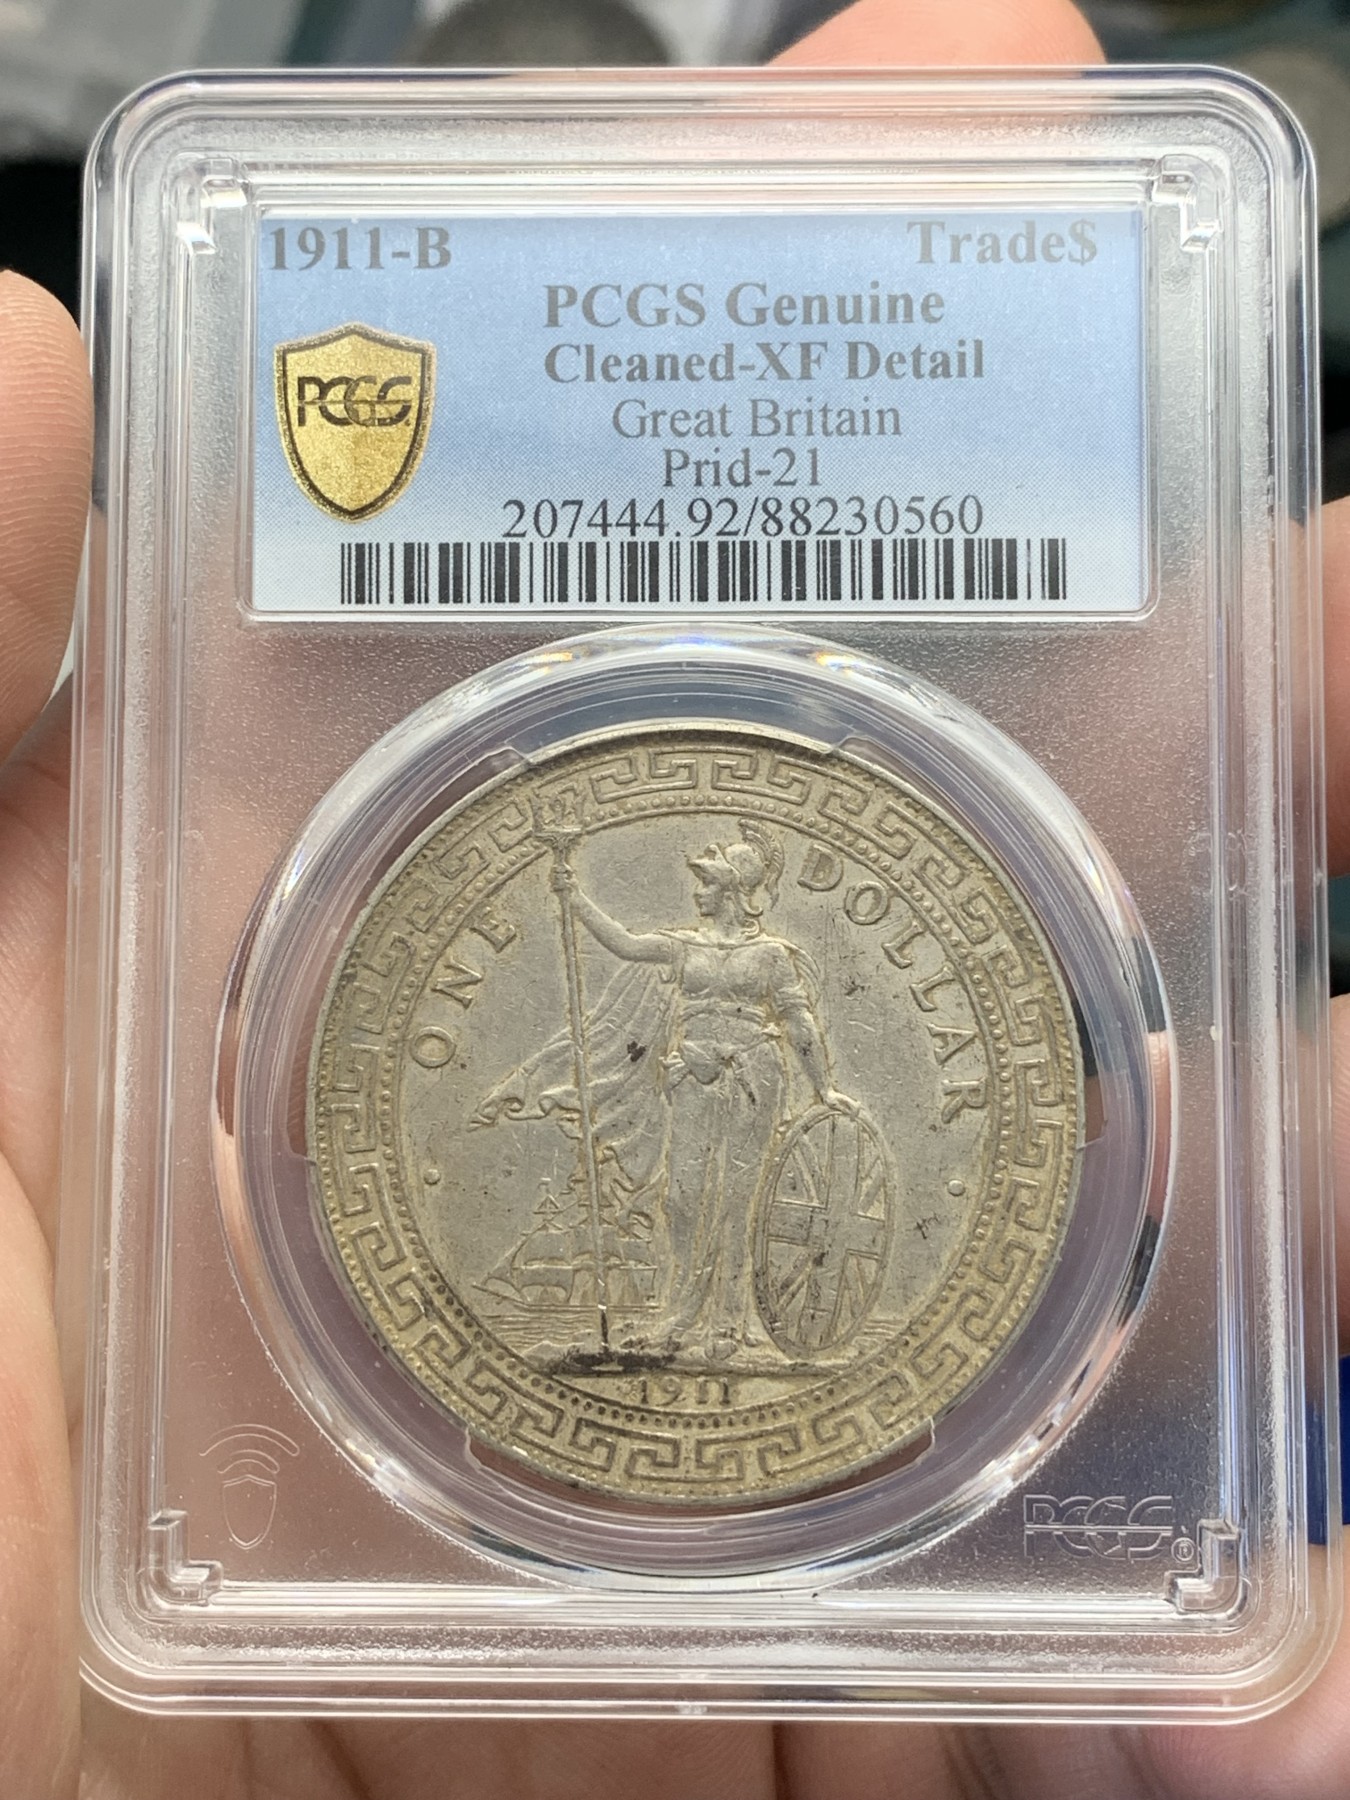 1911-B Trade$
PCGS Genuine
Cleaned-XF Detail
Great Britain
Prid-21
207444.92/88230560
PCGS
ONE DOLLAR
1911
PCGS®